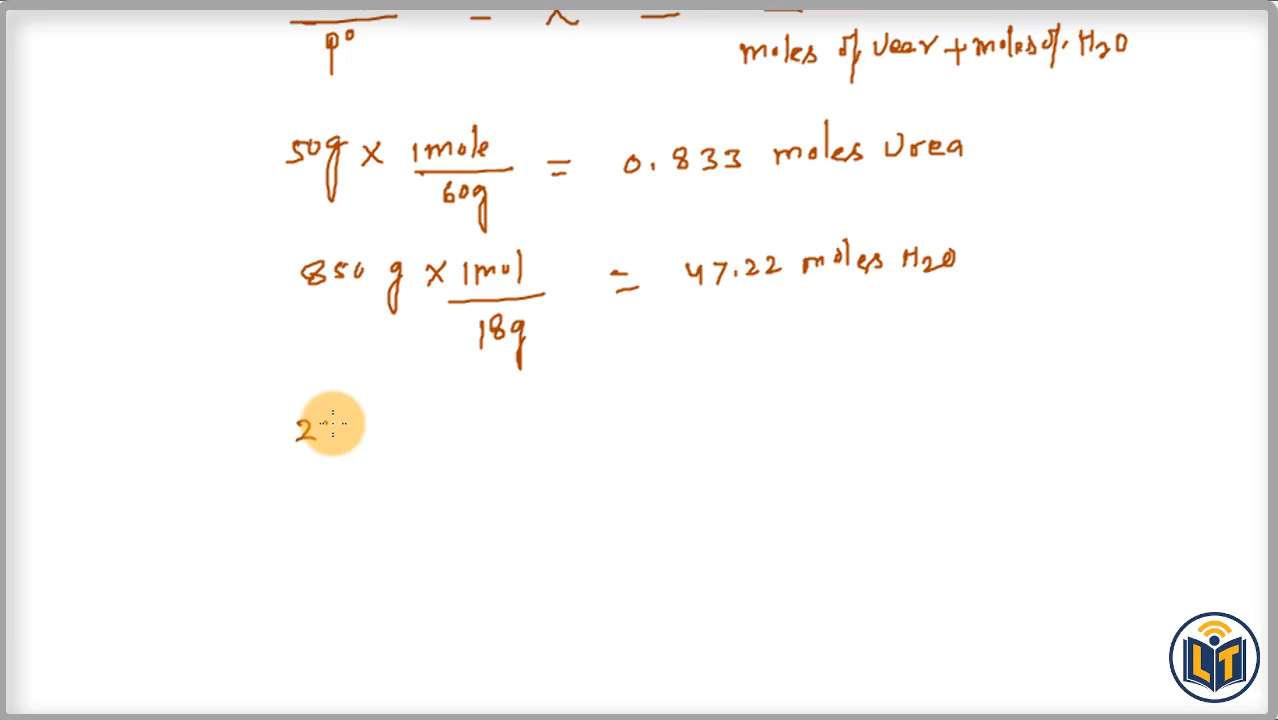 P° = x =
moles of Urea + moles of H2O
50g × 1mole / 60g = 0.833 moles Urea
850 g × 1mol / 18g = 47.22 moles H2O
2
LT